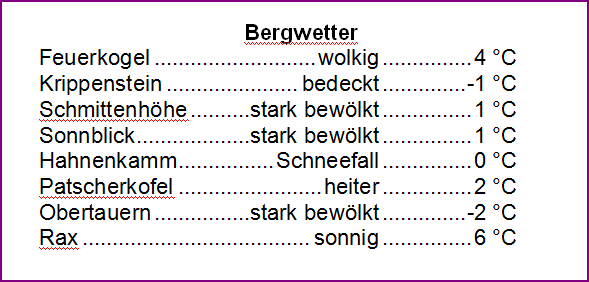 Bergwetter
Feuerkogel ........................... wolkig ............... 4 °C
Krippenstein ...................... bedeckt .............. -1 °C
Schmittenhöhe .......... stark bewölkt ............... 1 °C
Sonnblick ................... stark bewölkt ............... 1 °C
Hahnenkamm ................ Schneefall ............... 0 °C
Patscherkofel ........................ heiter ............... 2 °C
Obertauern ................ stark bewölkt .............. -2 °C
Rax ...................................... sonnig ............... 6 °C